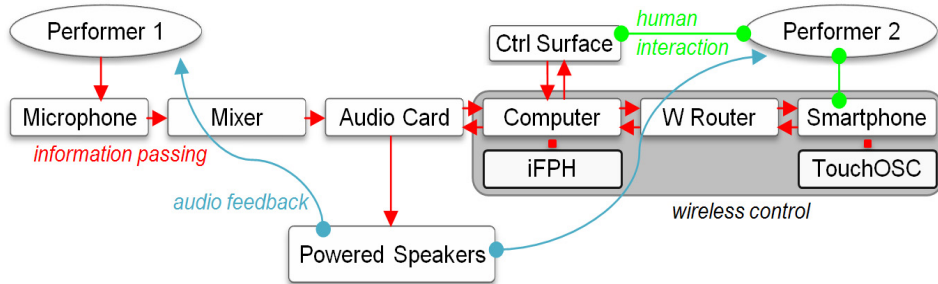 Performer 1
human
interaction
Performer 2
Ctrl Surface
Microphone
Mixer
Audio Card
Computer
W Router
Smartphone
information passing
iFPH
TouchOSC
audio feedback
wireless control
Powered Speakers